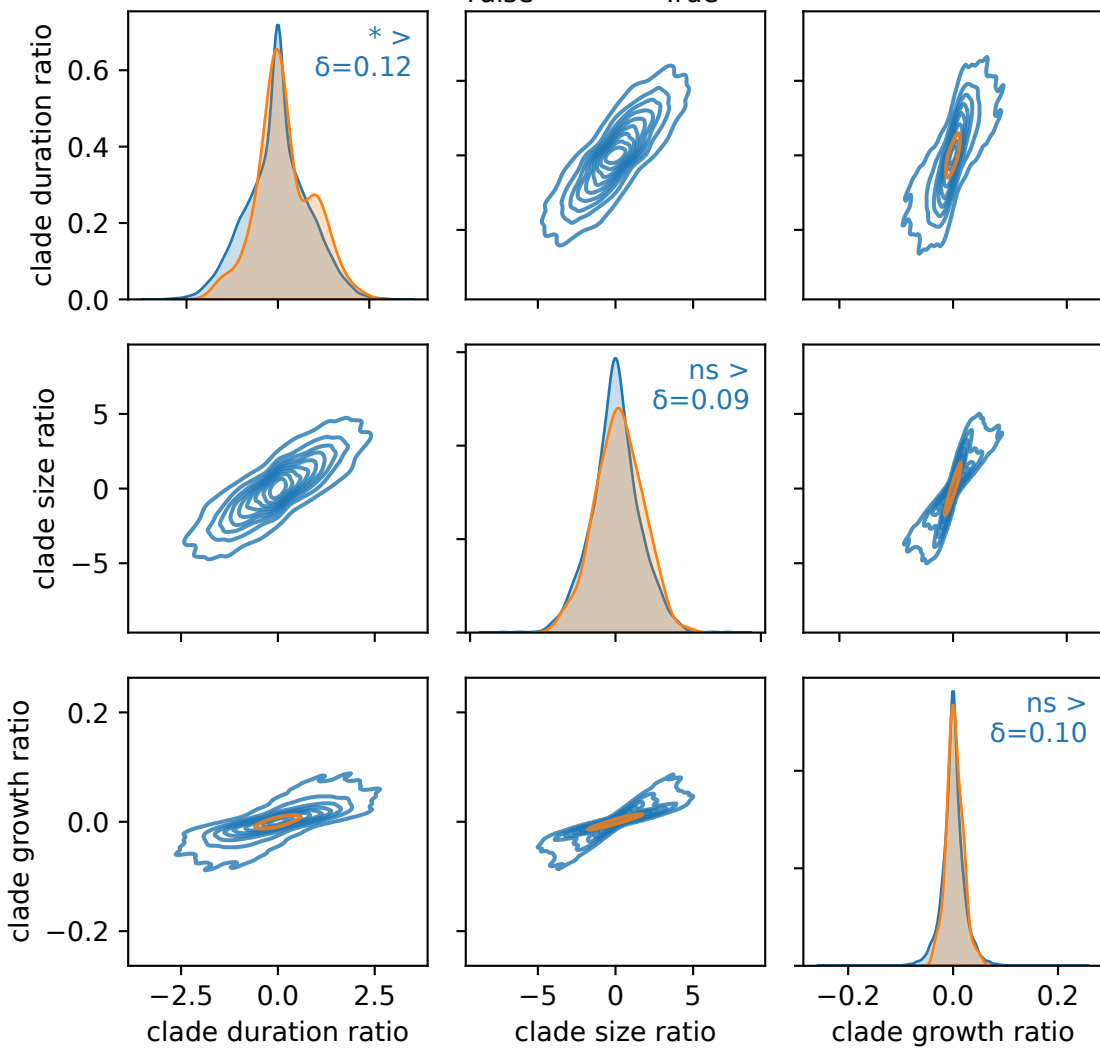 * >
δ=0.12
clade duration ratio
0.6
0.4
0.2
0.0
ns >
δ=0.09
clade size ratio
5
0
−5
ns >
δ=0.10
clade growth ratio
0.2
0.0
−0.2
−2.5 0.0 2.5
−5 0 5
−0.2 0.0 0.2
clade duration ratio
clade size ratio
clade growth ratio